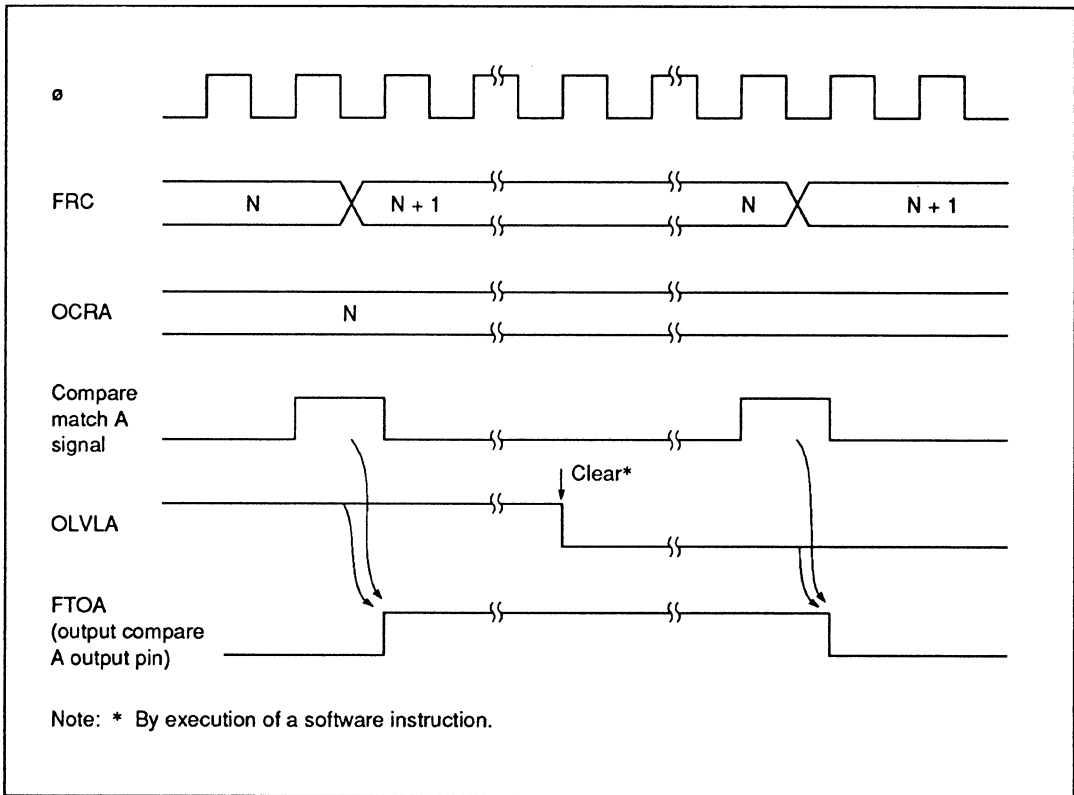 ø
FRC
N
N + 1
N
N + 1
OCRA
N
Compare
match A
signal
Clear*
OLVLA
FTOA
(output compare
A output pin)
Note: * By execution of a software instruction.